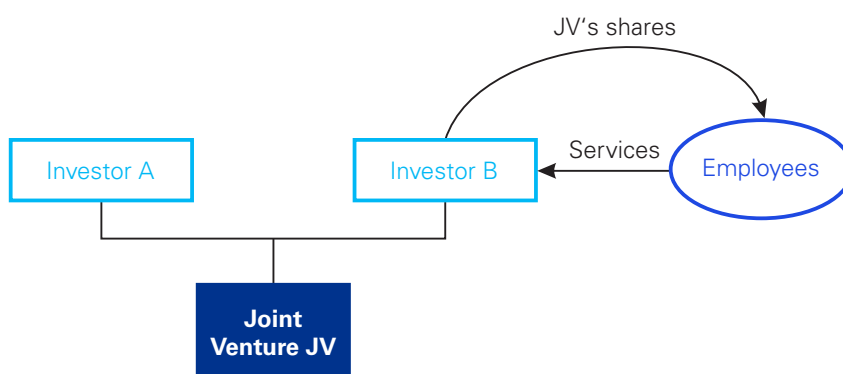 JV‘s shares
Investor A
Investor B
Services
Employees
Joint
Venture JV